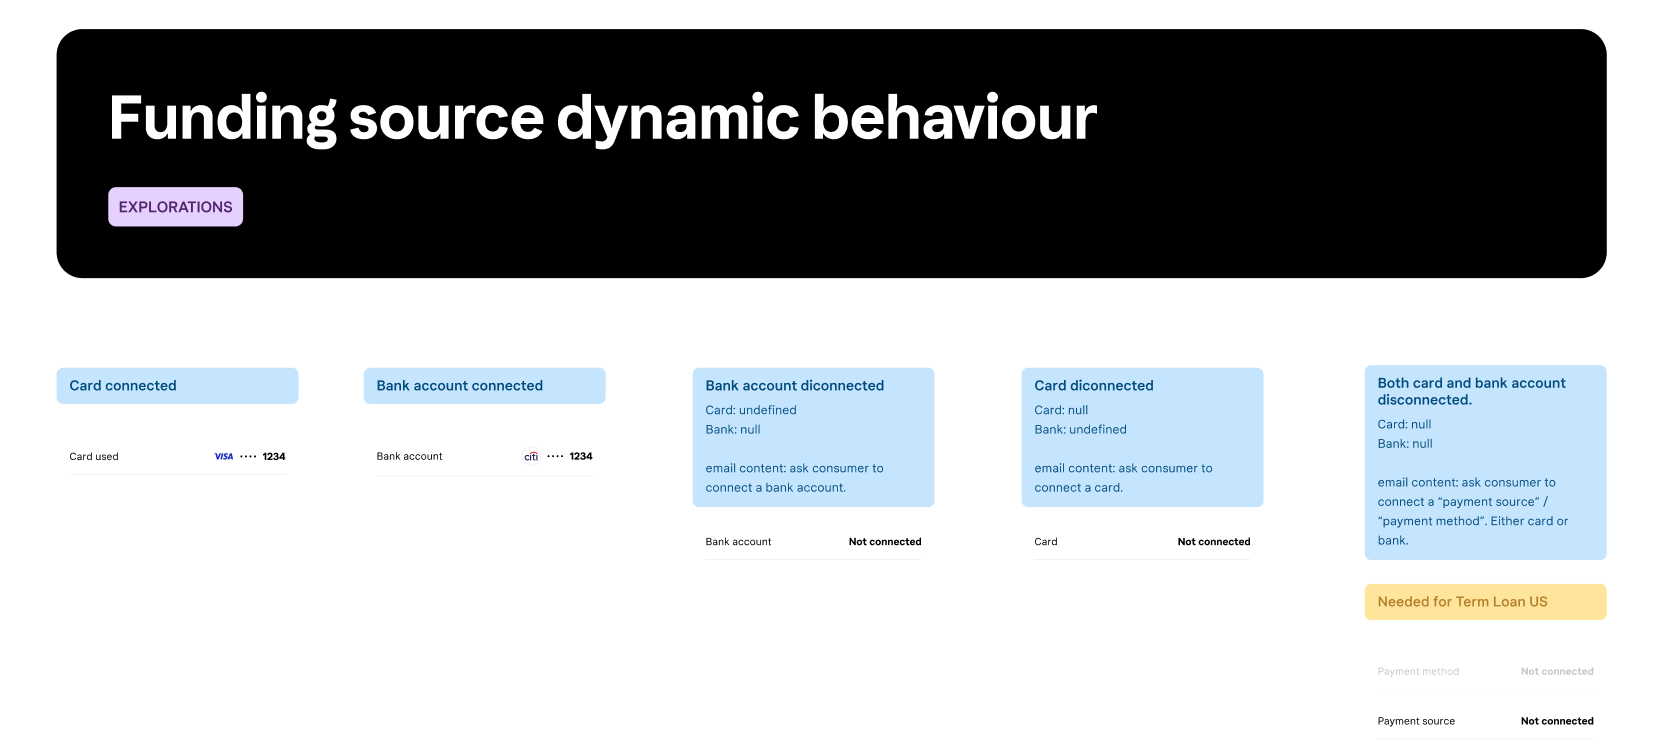 Funding source dynamic behaviour
EXPLORATIONS
Card connected
Card used VISA •••• 1234
Bank account connected
Bank account citi •••• 1234
Bank account diconnected
Card: undefined
Bank: null
email content: ask consumer to
connect a bank account.
Bank account Not connected
Card diconnected
Card: null
Bank: undefined
email content: ask consumer to
connect a card.
Card Not connected
Both card and bank account
disconnected.
Card: null
Bank: null
email content: ask consumer to
connect a “payment source” /
“payment method”. Either card or
bank.
Needed for Term Loan US
Payment method Not connected
Payment source Not connected